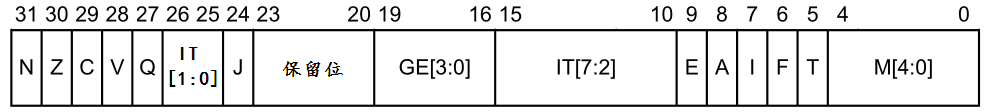 31 30 29 28 27 26 25 24 23 20 19 16 15 10 9 8 7 6 5 4 0
N Z C V Q IT [1:0] J 保留位 GE[3:0] IT[7:2] E A I F T M[4:0]